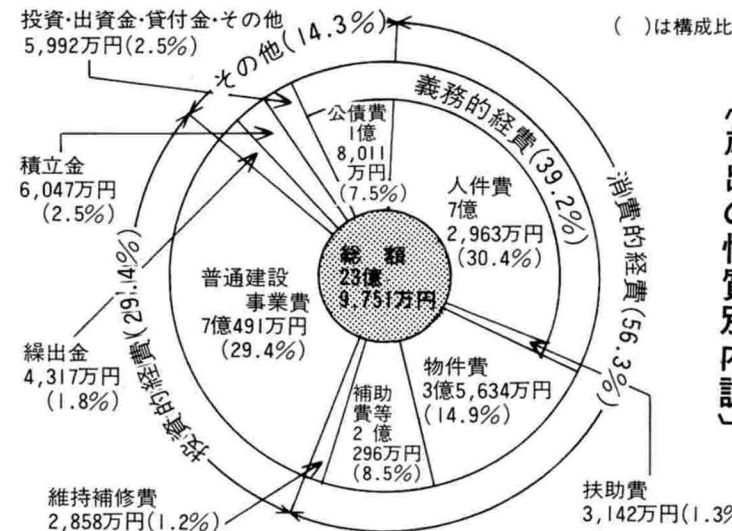 投資・出資金・貸付金・その他
5,992万円(2.5%)
( )は構成比
その他(14.3%)
義務的経費(39.2%)
消費的経費(56.3%)
投資的経費(29.4%)
公債費
1億
8,011
万円
(7.5%)
積立金
6,047万円
(2.5%)
人件費
7億
2,963万円
(30.4%)
総 額
23億
9,751万円
普通建設
事業費
7億491万円
(29.4%)
繰出金
4,317万円
(1.8%)
物件費
3億5,634万円
(14.9%)
補助
費等
2 億
296万円
(8.5%)
維持補修費
2,858万円(1.2%)
扶助費
3,142万円(1.3%
歳出の性質別内訳